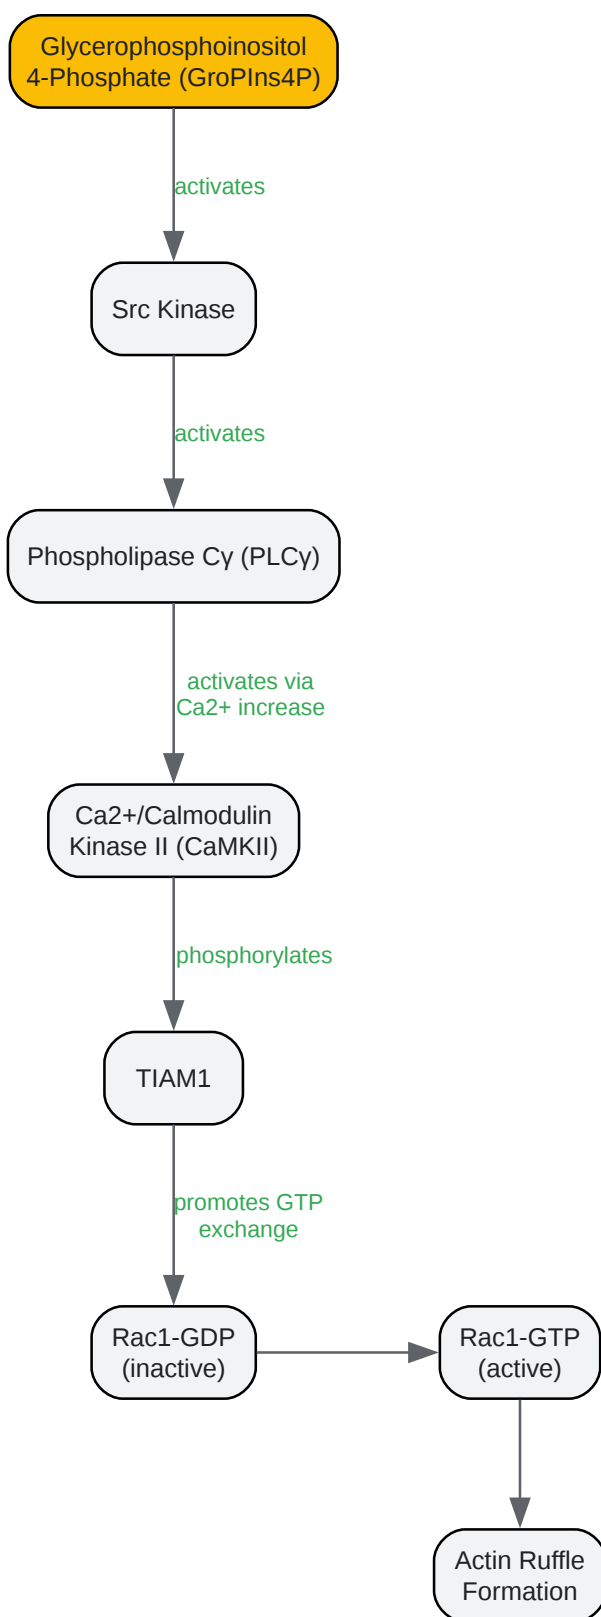 Glycerophosphoinositol
4-Phosphate (GroPIns4P)
activates
Src Kinase
activates
Phospholipase Cγ (PLCγ)
activates via
Ca2+ increase
Ca2+/Calmodulin
Kinase II (CaMKII)
phosphorylates
TIAM1
promotes GTP
exchange
Rac1-GDP
(inactive)
Rac1-GTP
(active)
Actin Ruffle
Formation